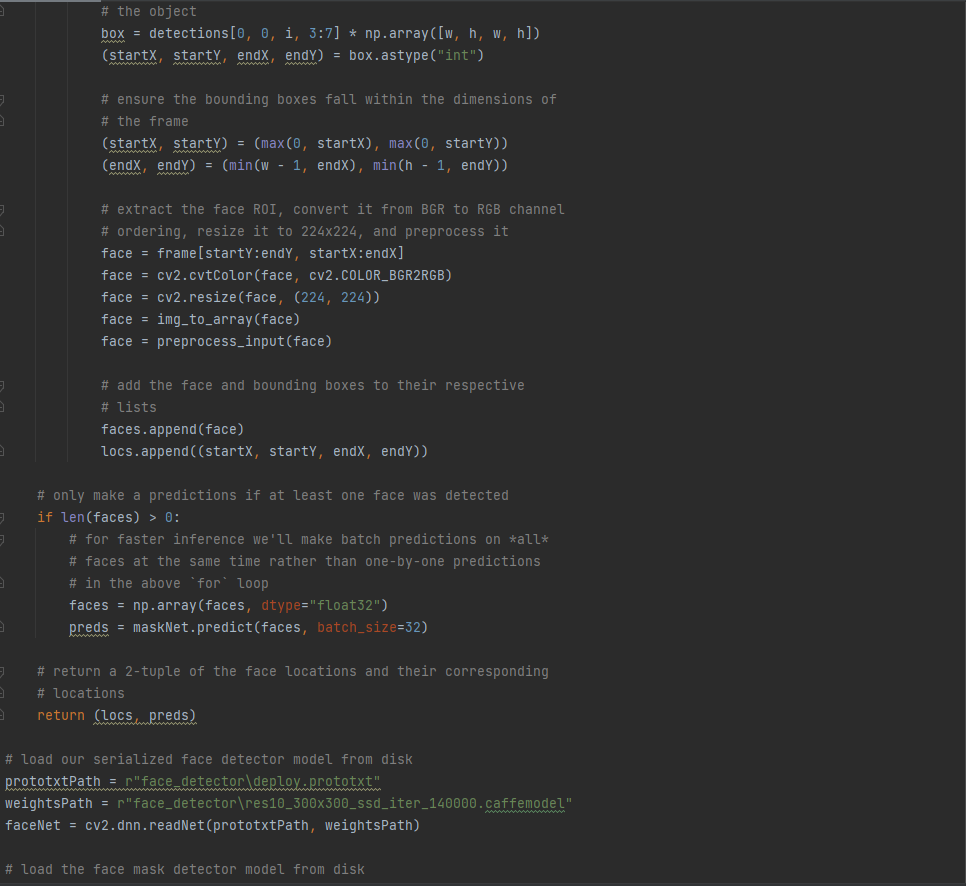 # the object
box = detections[0, 0, i, 3:7] * np.array([w, h, w, h])
(startX, startY, endX, endY) = box.astype("int")
# ensure the bounding boxes fall within the dimensions of
# the frame
(startX, startY) = (max(0, startX), max(0, startY))
(endX, endY) = (min(w - 1, endX), min(h - 1, endY))
# extract the face ROI, convert it from BGR to RGB channel
# ordering, resize it to 224x224, and preprocess it
face = frame[startY:endY, startX:endX]
face = cv2.cvtColor(face, cv2.COLOR_BGR2RGB)
face = cv2.resize(face, (224, 224))
face = img_to_array(face)
face = preprocess_input(face)
# add the face and bounding boxes to their respective
# lists
faces.append(face)
locs.append((startX, startY, endX, endY))
# only make a predictions if at least one face was detected
if len(faces) > 0:
# for faster inference we'll make batch predictions on *all*
# faces at the same time rather than one-by-one predictions
# in the above `for` loop
faces = np.array(faces, dtype="float32")
preds = maskNet.predict(faces, batch_size=32)
# return a 2-tuple of the face locations and their corresponding
# locations
return (locs, preds)
# load our serialized face detector model from disk
prototxtPath = r"face_detector\deploy.prototxt"
weightsPath = r"face_detector\res10_300x300_ssd_iter_140000.caffemodel"
faceNet = cv2.dnn.readNet(prototxtPath, weightsPath)
# load the face mask detector model from disk